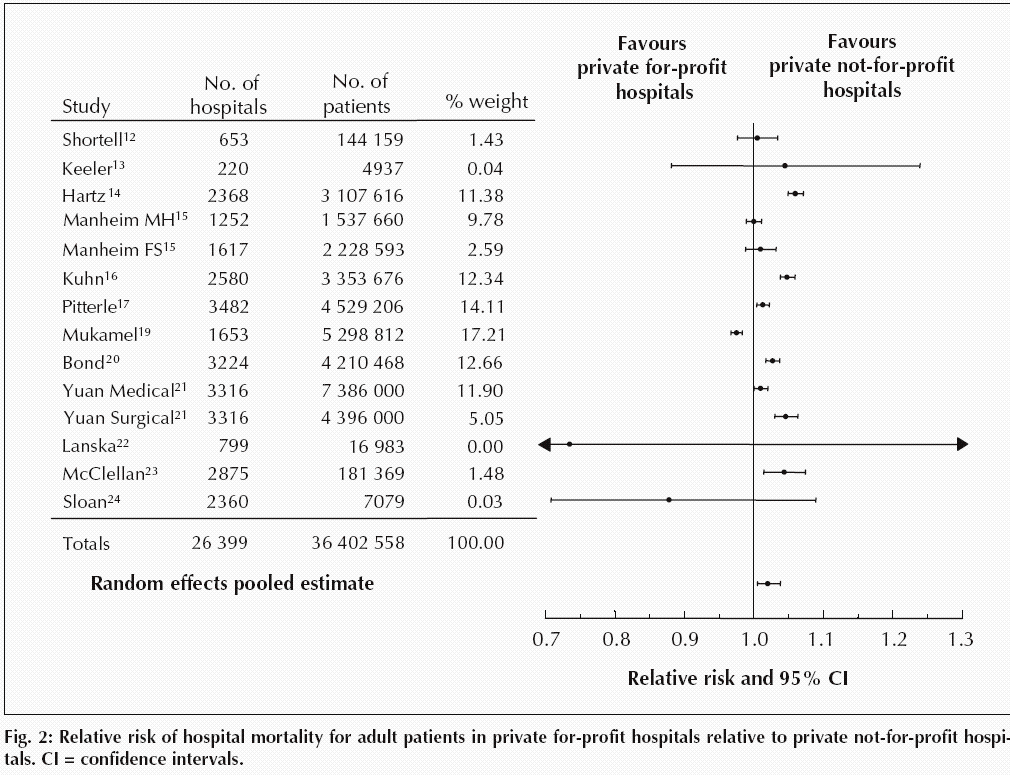 Favours private for-profit hospitals
Favours private not-for-profit hospitals
Study No. of hospitals No. of patients % weight
Shortell¹² 653 144 159 1.43
Keeler¹³ 220 4937 0.04
Hartz¹⁴ 2368 3 107 616 11.38
Manheim MH¹⁵ 1252 1 537 660 9.78
Manheim FS¹⁵ 1617 2 228 593 2.59
Kuhn¹⁶ 2580 3 353 676 12.34
Pitterle¹⁷ 3482 4 529 206 14.11
Mukamel¹⁹ 1653 5 298 812 17.21
Bond²⁰ 3224 4 210 468 12.66
Yuan Medical²¹ 3316 7 386 000 11.90
Yuan Surgical²¹ 3316 4 396 000 5.05
Lanska²² 799 16 983 0.00
McClellan²³ 2875 181 369 1.48
Sloan²⁴ 2360 7079 0.03
Totals 26 399 36 402 558 100.00
Random effects pooled estimate
0.7 0.8 0.9 1.0 1.1 1.2 1.3
Relative risk and 95% CI
Fig. 2: Relative risk of hospital mortality for adult patients in private for-profit hospitals relative to private not-for-profit hospi-
tals. CI = confidence intervals.